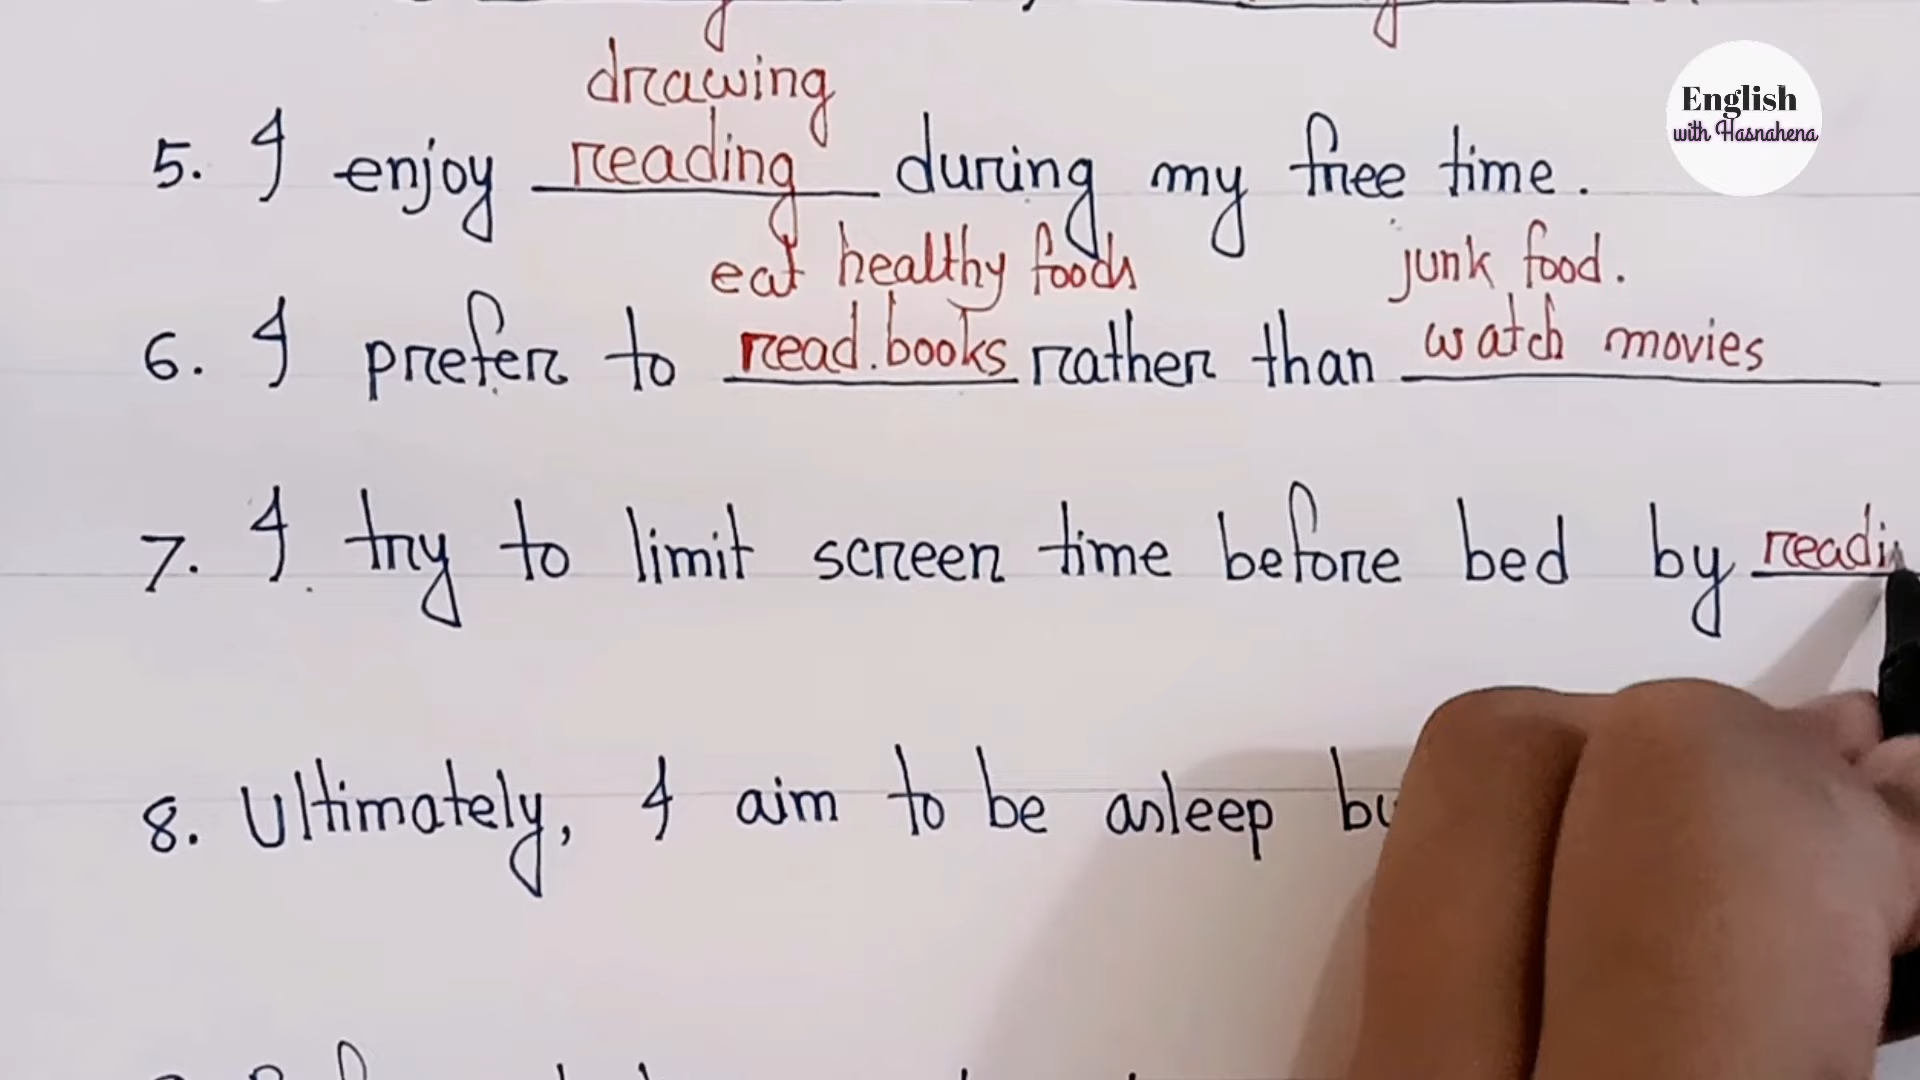 English
with Hasnahena
drawing
5. I enjoy reading during my free time.
eat healthy foods junk food.
6. I prefer to read books rather than watch movies
7. I try to limit screen time before bed by readi
8. Ultimately, I aim to be asleep